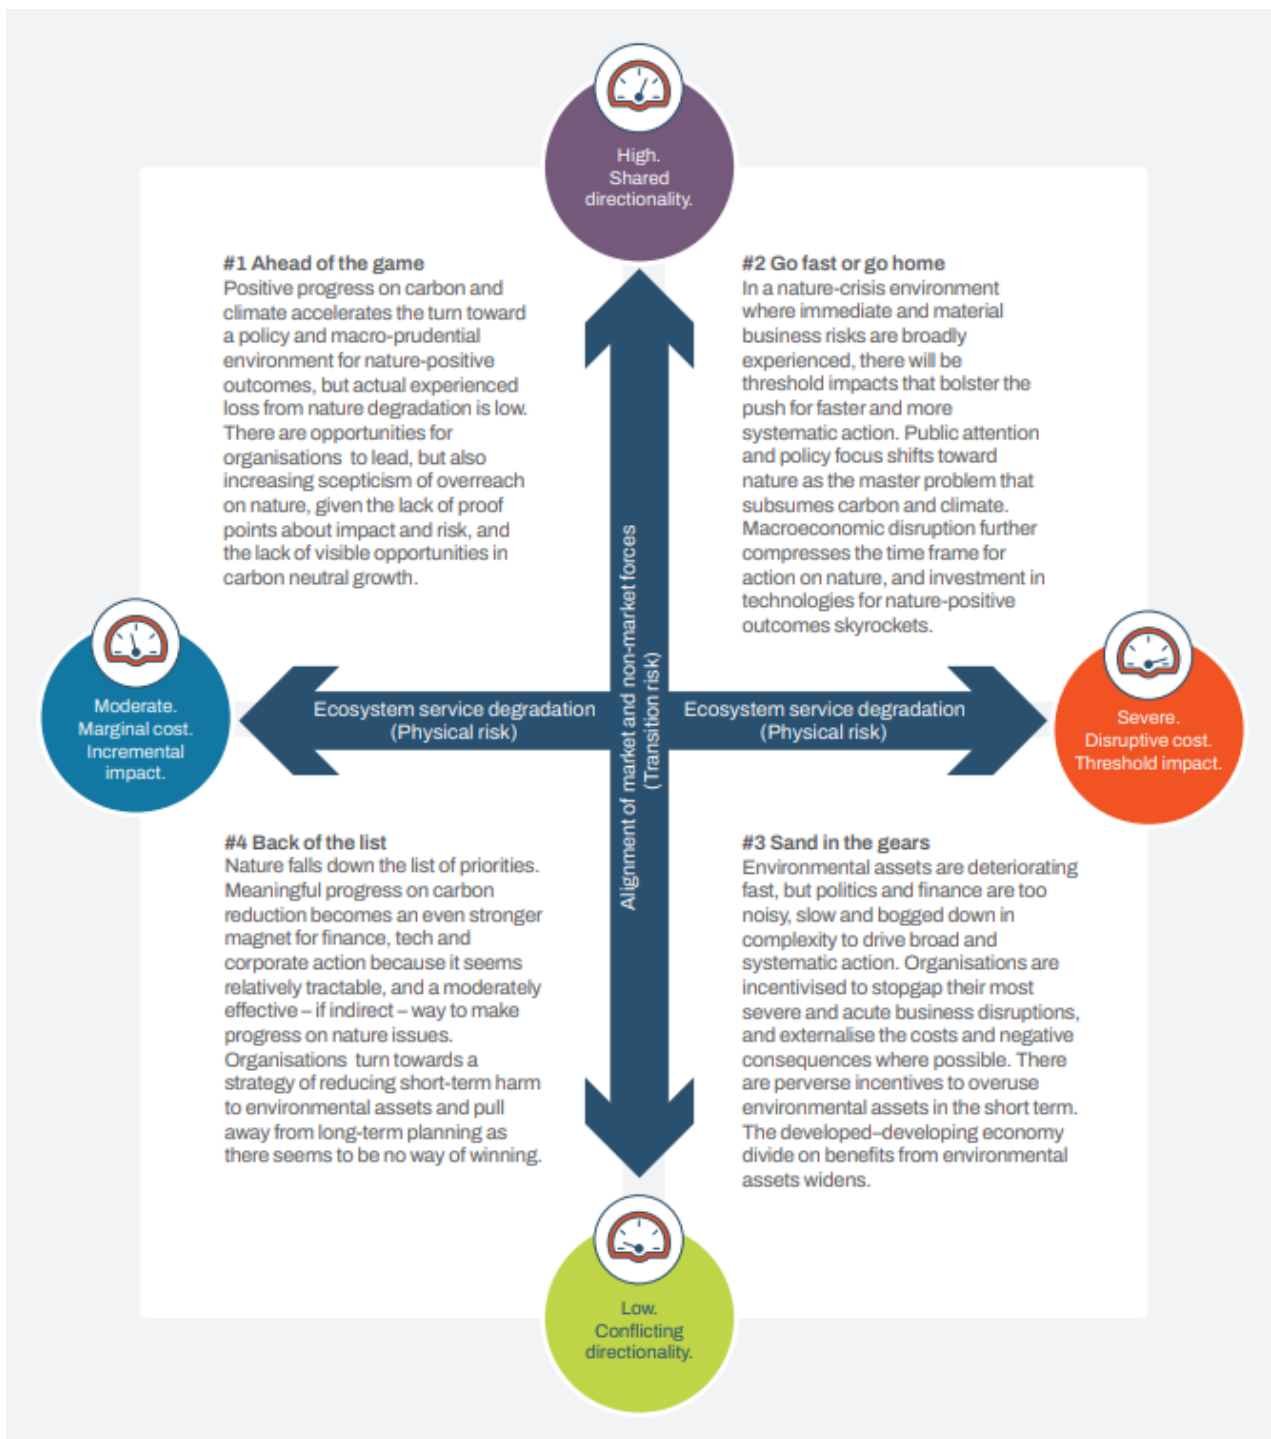 High.
Shared
directionality.
#1 Ahead of the game
Positive progress on carbon and
climate accelerates the turn toward
a policy and macro-prudential
environment for nature-positive
outcomes, but actual experienced
loss from nature degradation is low.
There are opportunities for
organisations to lead, but also
increasing scepticism of overreach
on nature, given the lack of proof
points about impact and risk, and
the lack of visible opportunities in
carbon neutral growth.
#2 Go fast or go home
In a nature-crisis environment
where immediate and material
business risks are broadly
experienced, there will be
threshold impacts that bolster the
push for faster and more
systematic action. Public attention
and policy focus shifts toward
nature as the master problem that
subsumes carbon and climate.
Macroeconomic disruption further
compresses the time frame for
action on nature, and investment in
technologies for nature-positive
outcomes skyrockets.
Moderate.
Marginal cost.
Incremental
impact.
Ecosystem service degradation
(Physical risk)
Alignment of market and non-market forces
(Transition risk)
Ecosystem service degradation
(Physical risk)
Severe.
Disruptive cost.
Threshold impact.
#4 Back of the list
Nature falls down the list of priorities.
Meaningful progress on carbon
reduction becomes an even stronger
magnet for finance, tech and
corporate action because it seems
relatively tractable, and a moderately
effective – if indirect – way to make
progress on nature issues.
Organisations turn towards a
strategy of reducing short-term harm
to environmental assets and pull
away from long-term planning as
there seems to be no way of winning.
#3 Sand in the gears
Environmental assets are deteriorating
fast, but politics and finance are too
noisy, slow and bogged down in
complexity to drive broad and
systematic action. Organisations are
incentivised to stopgap their most
severe and acute business disruptions,
and externalise the costs and negative
consequences where possible. There
are perverse incentives to overuse
environmental assets in the short term.
The developed–developing economy
divide on benefits from environmental
assets widens.
Low.
Conflicting
directionality.